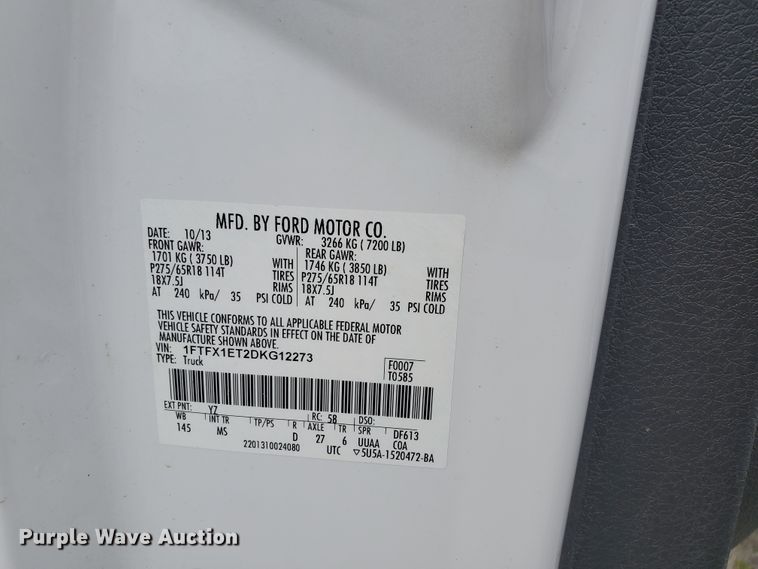 MFD. BY FORD MOTOR CO.
DATE: 10/13 GVWR: 3266 KG ( 7200 LB)
FRONT GAWR: REAR GAWR:
1701 KG ( 3750 LB) WITH 1746 KG ( 3850 LB) WITH
P275/65R18 114T TIRES P275/65R18 114T TIRES
18X7.5J RIMS 18X7.5J RIMS
AT 240 kPa/ 35 PSI COLD AT 240 kPa/ 35 PSI COLD
THIS VEHICLE CONFORMS TO ALL APPLICABLE FEDERAL MOTOR
VEHICLE SAFETY STANDARDS IN EFFECT ON THE DATE OF
MANUFACTURE SHOWN ABOVE.
VIN: 1FTFX1ET2DKG12273 F0007
TYPE: Truck T0585
EXT PNT: YZ RC: 58 DSO:
WB INT TR TP/PS R AXLE TR SPR DF613
145 MS D 27 6 UUAA COA
2201310024080 UTC ▽5U5A-1520472-BA
Purple Wave Auction